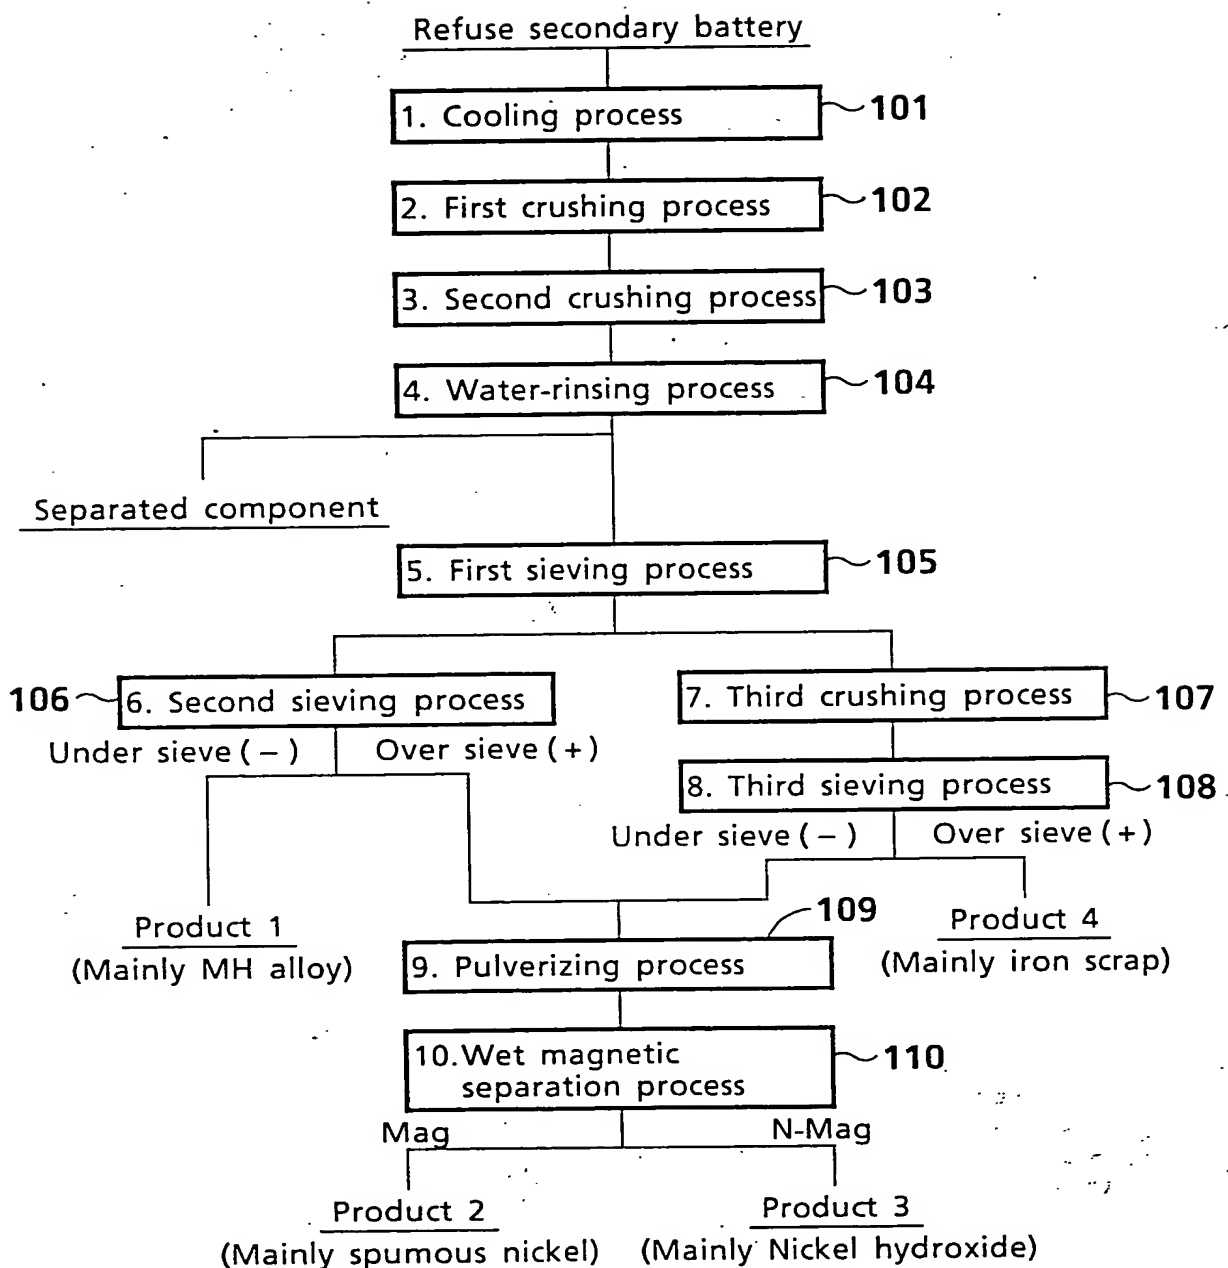 Refuse secondary battery
1. Cooling process
101
2. First crushing process
102
3. Second crushing process
103
4. Water-rinsing process
104
Separated component
5. First sieving process
105
106
6. Second sieving process
7. Third crushing process
107
Under sieve (−)
Over sieve (+)
8. Third sieving process
108
Under sieve (−)
Over sieve (+)
Product 1
(Mainly MH alloy)
109
Product 4
(Mainly iron scrap)
9. Pulverizing process
10. Wet magnetic
separation process
110
Mag
N-Mag
Product 2
(Mainly spumous nickel)
Product 3
(Mainly Nickel hydroxide)